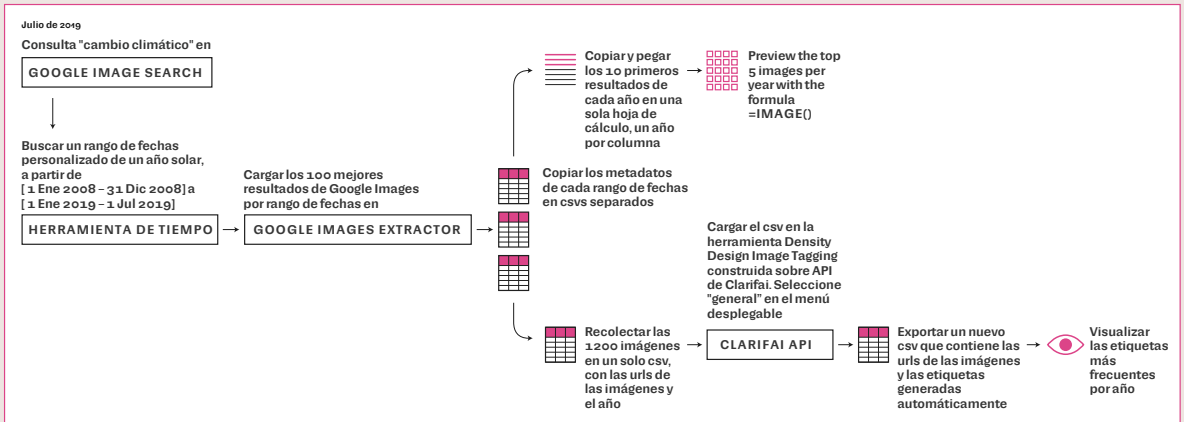 Julio de 2019
Consulta "cambio climático" en
GOOGLE IMAGE SEARCH
Buscar un rango de fechas
personalizado de un año solar,
a partir de
[ 1 Ene 2008 – 31 Dic 2008] a
[ 1 Ene 2019 – 1 Jul 2019]
HERRAMIENTA DE TIEMPO
Cargar los 100 mejores
resultados de Google Images
por rango de fechas en
GOOGLE IMAGES EXTRACTOR
Copiar y pegar
los 10 primeros
resultados de
cada año en una
sola hoja de
cálculo, un año
por columna
Preview the top
5 images per
year with the
formula
=IMAGE()
Copiar los metadatos
de cada rango de fechas
en csvs separados
Recolectar las
1200 imágenes
en un solo csv,
con las urls de
las imágenes y
el año
Cargar el csv en la
herramienta Density
Design Image Tagging
construida sobre API
de Clarifai. Seleccione
"general" en el menú
desplegable
CLARIFAI API
Exportar un nuevo
csv que contiene las
urls de las imágenes
y las etiquetas
generadas
automáticamente
Visualizar
las etiquetas
más
frecuentes
por año